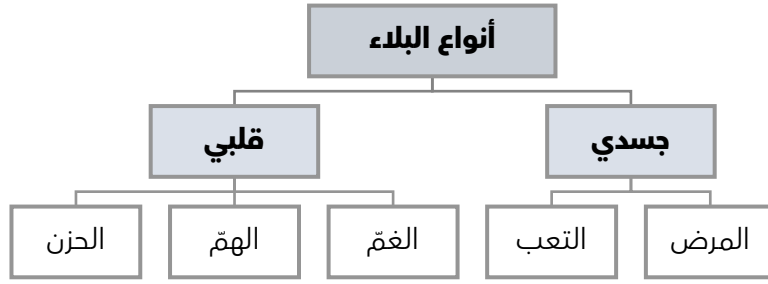 أنواع البلاء
جسدي
قلبي
المرض
التعب
الغمّ
الهمّ
الحزن